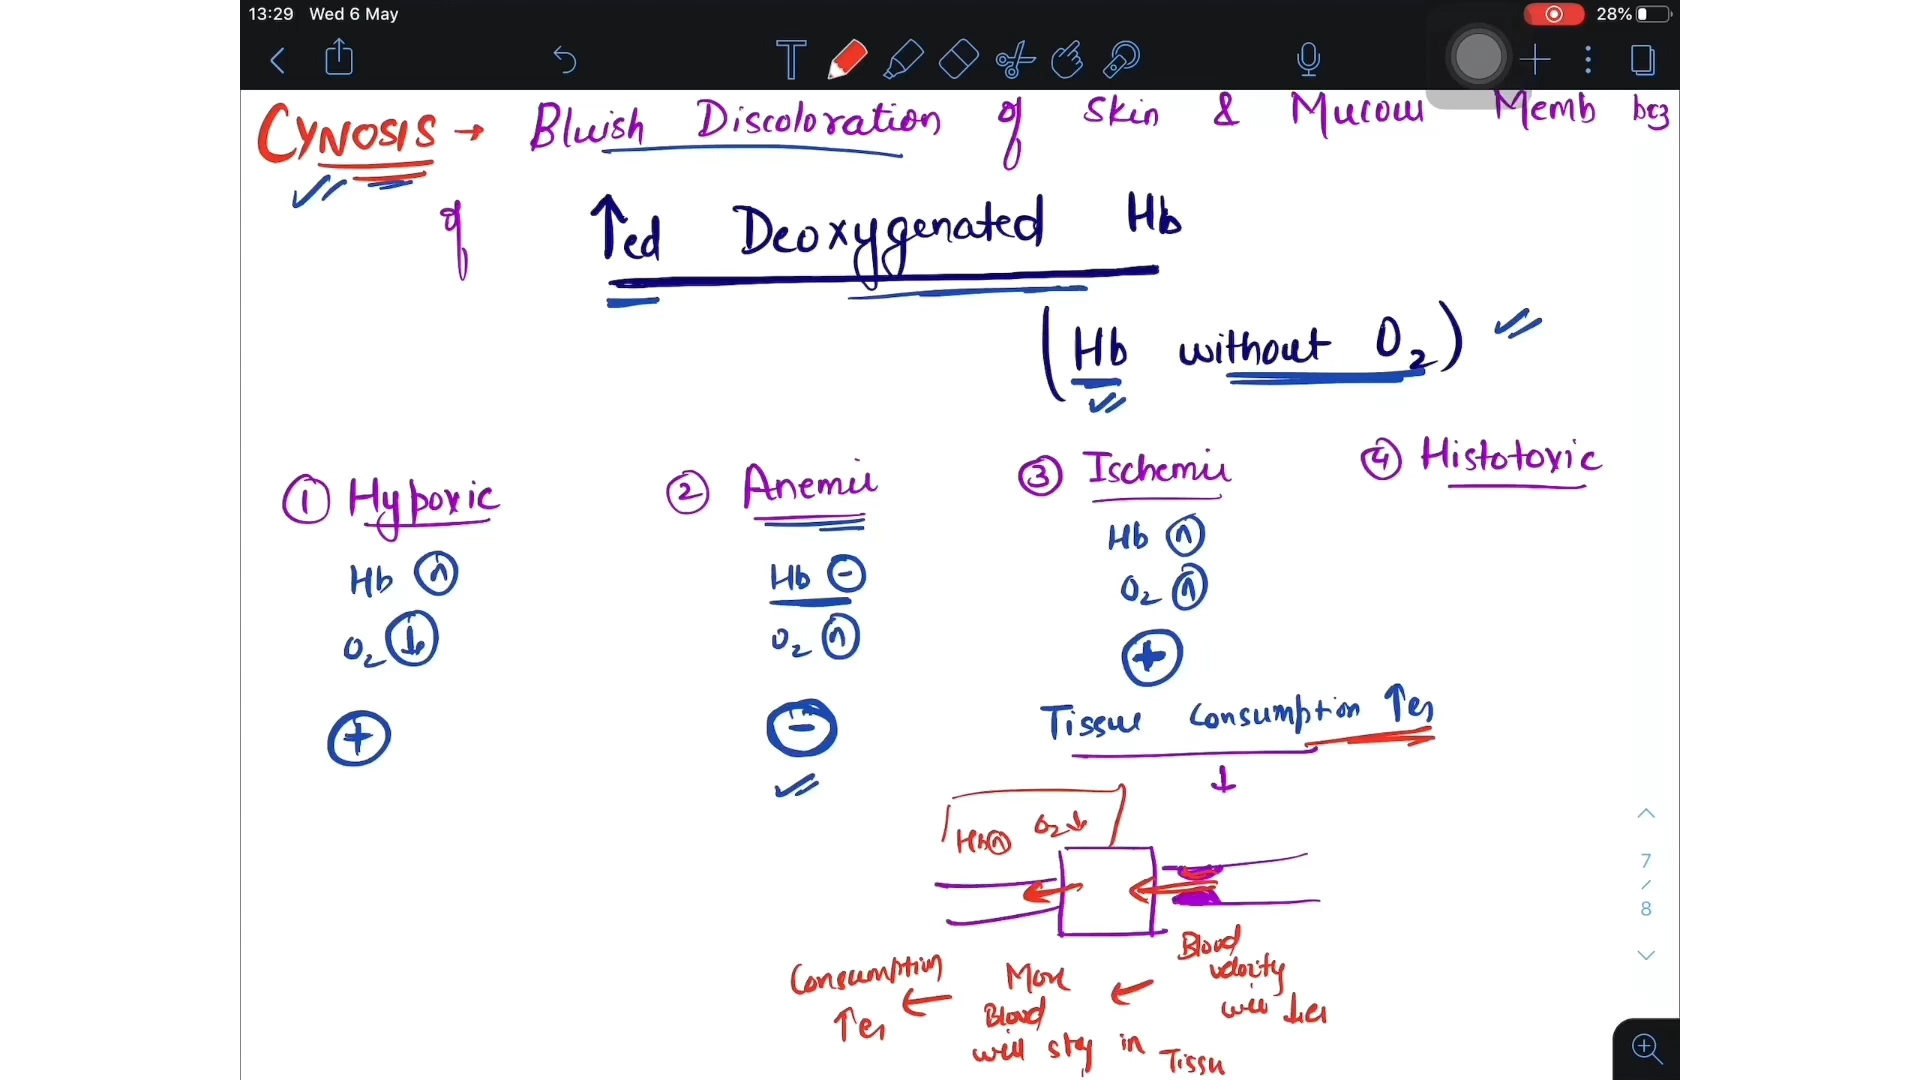 13:29 Wed 6 May 28%
CYNOSIS → Bluish Discoloration of Skin & Mucous Memb bcz
of ↑ed Deoxygenated Hb
(Hb without O₂)
① Hypoxic ② Anemic ③ Ischemic ④ Histotoxic
Hb n Hb - Hb n
O₂ ↓ O₂ n O₂ n
+ - +
Tissue Consumption ↑es
↓
Hb n O₂ ↓
7
/
8
Blood
velocity
will ↓es
←
More
Blood
will stay in Tissu
←
Consumption
↑es